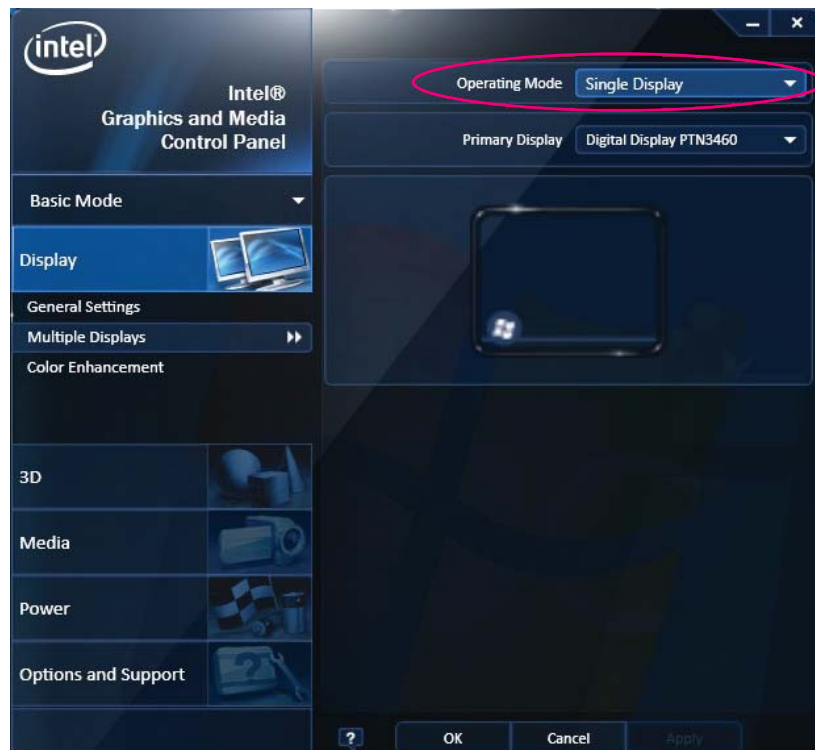 intel
Intel®
Graphics and Media
Control Panel
Basic Mode
Display
General Settings
Multiple Displays
Color Enhancement
3D
Media
Power
Options and Support
Operating Mode Single Display
Primary Display Digital Display PTN3460
? OK Cancel Apply